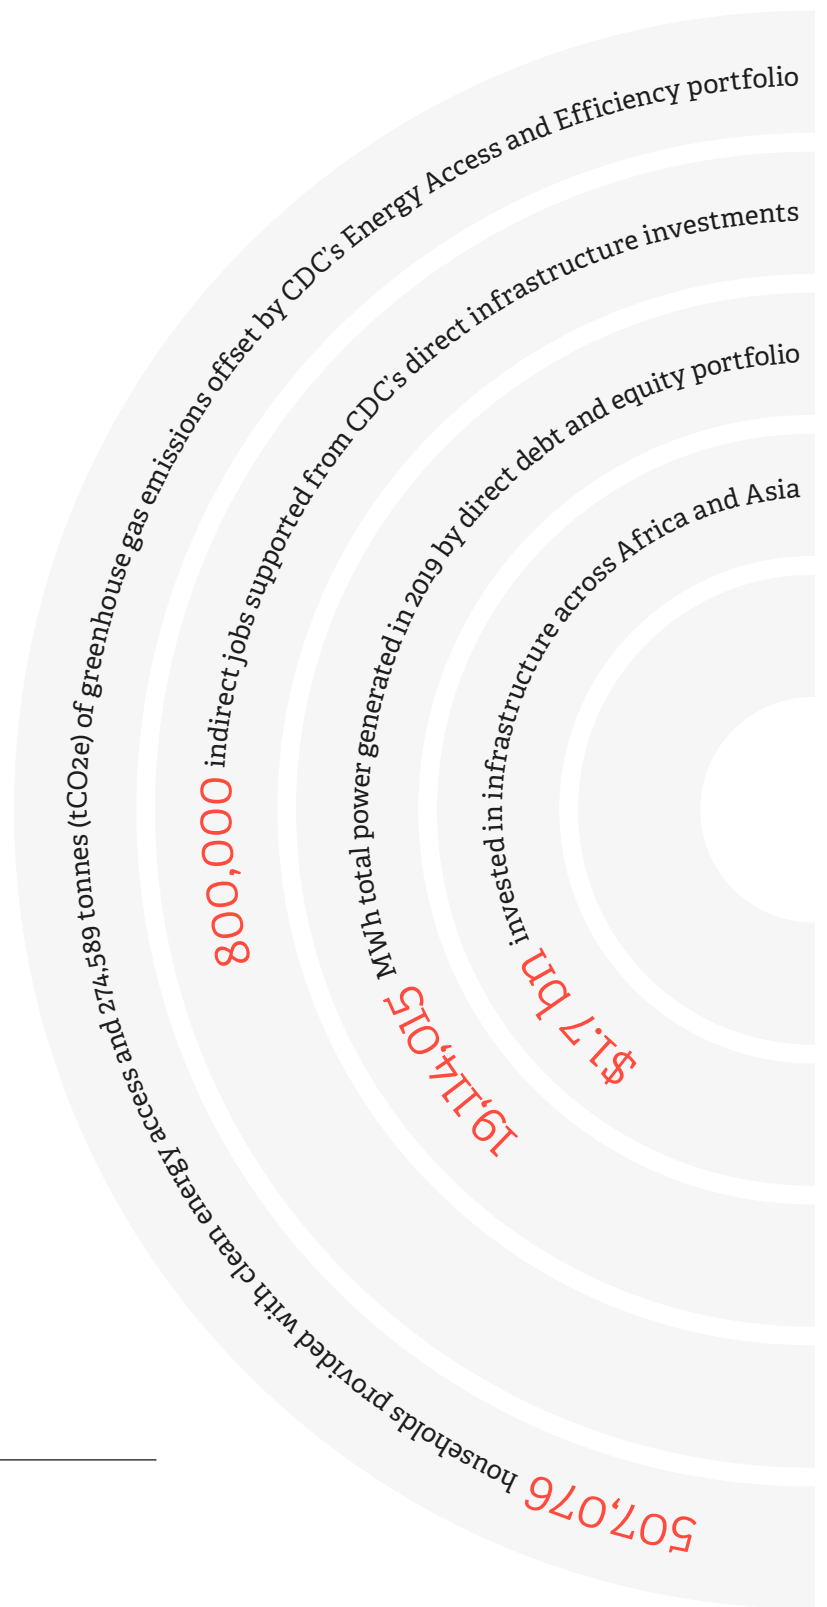 507,076 households provided with clean energy access and 274,589 tonnes (tCO2e) of greenhouse gas emissions offset by CDC’s Energy Access and Efficiency portfolio
800,000 indirect jobs supported from CDC’s direct infrastructure investments
19,114,015 MWh total power generated in 2019 by direct debt and equity portfolio
$1.7 bn invested in infrastructure across Africa and Asia